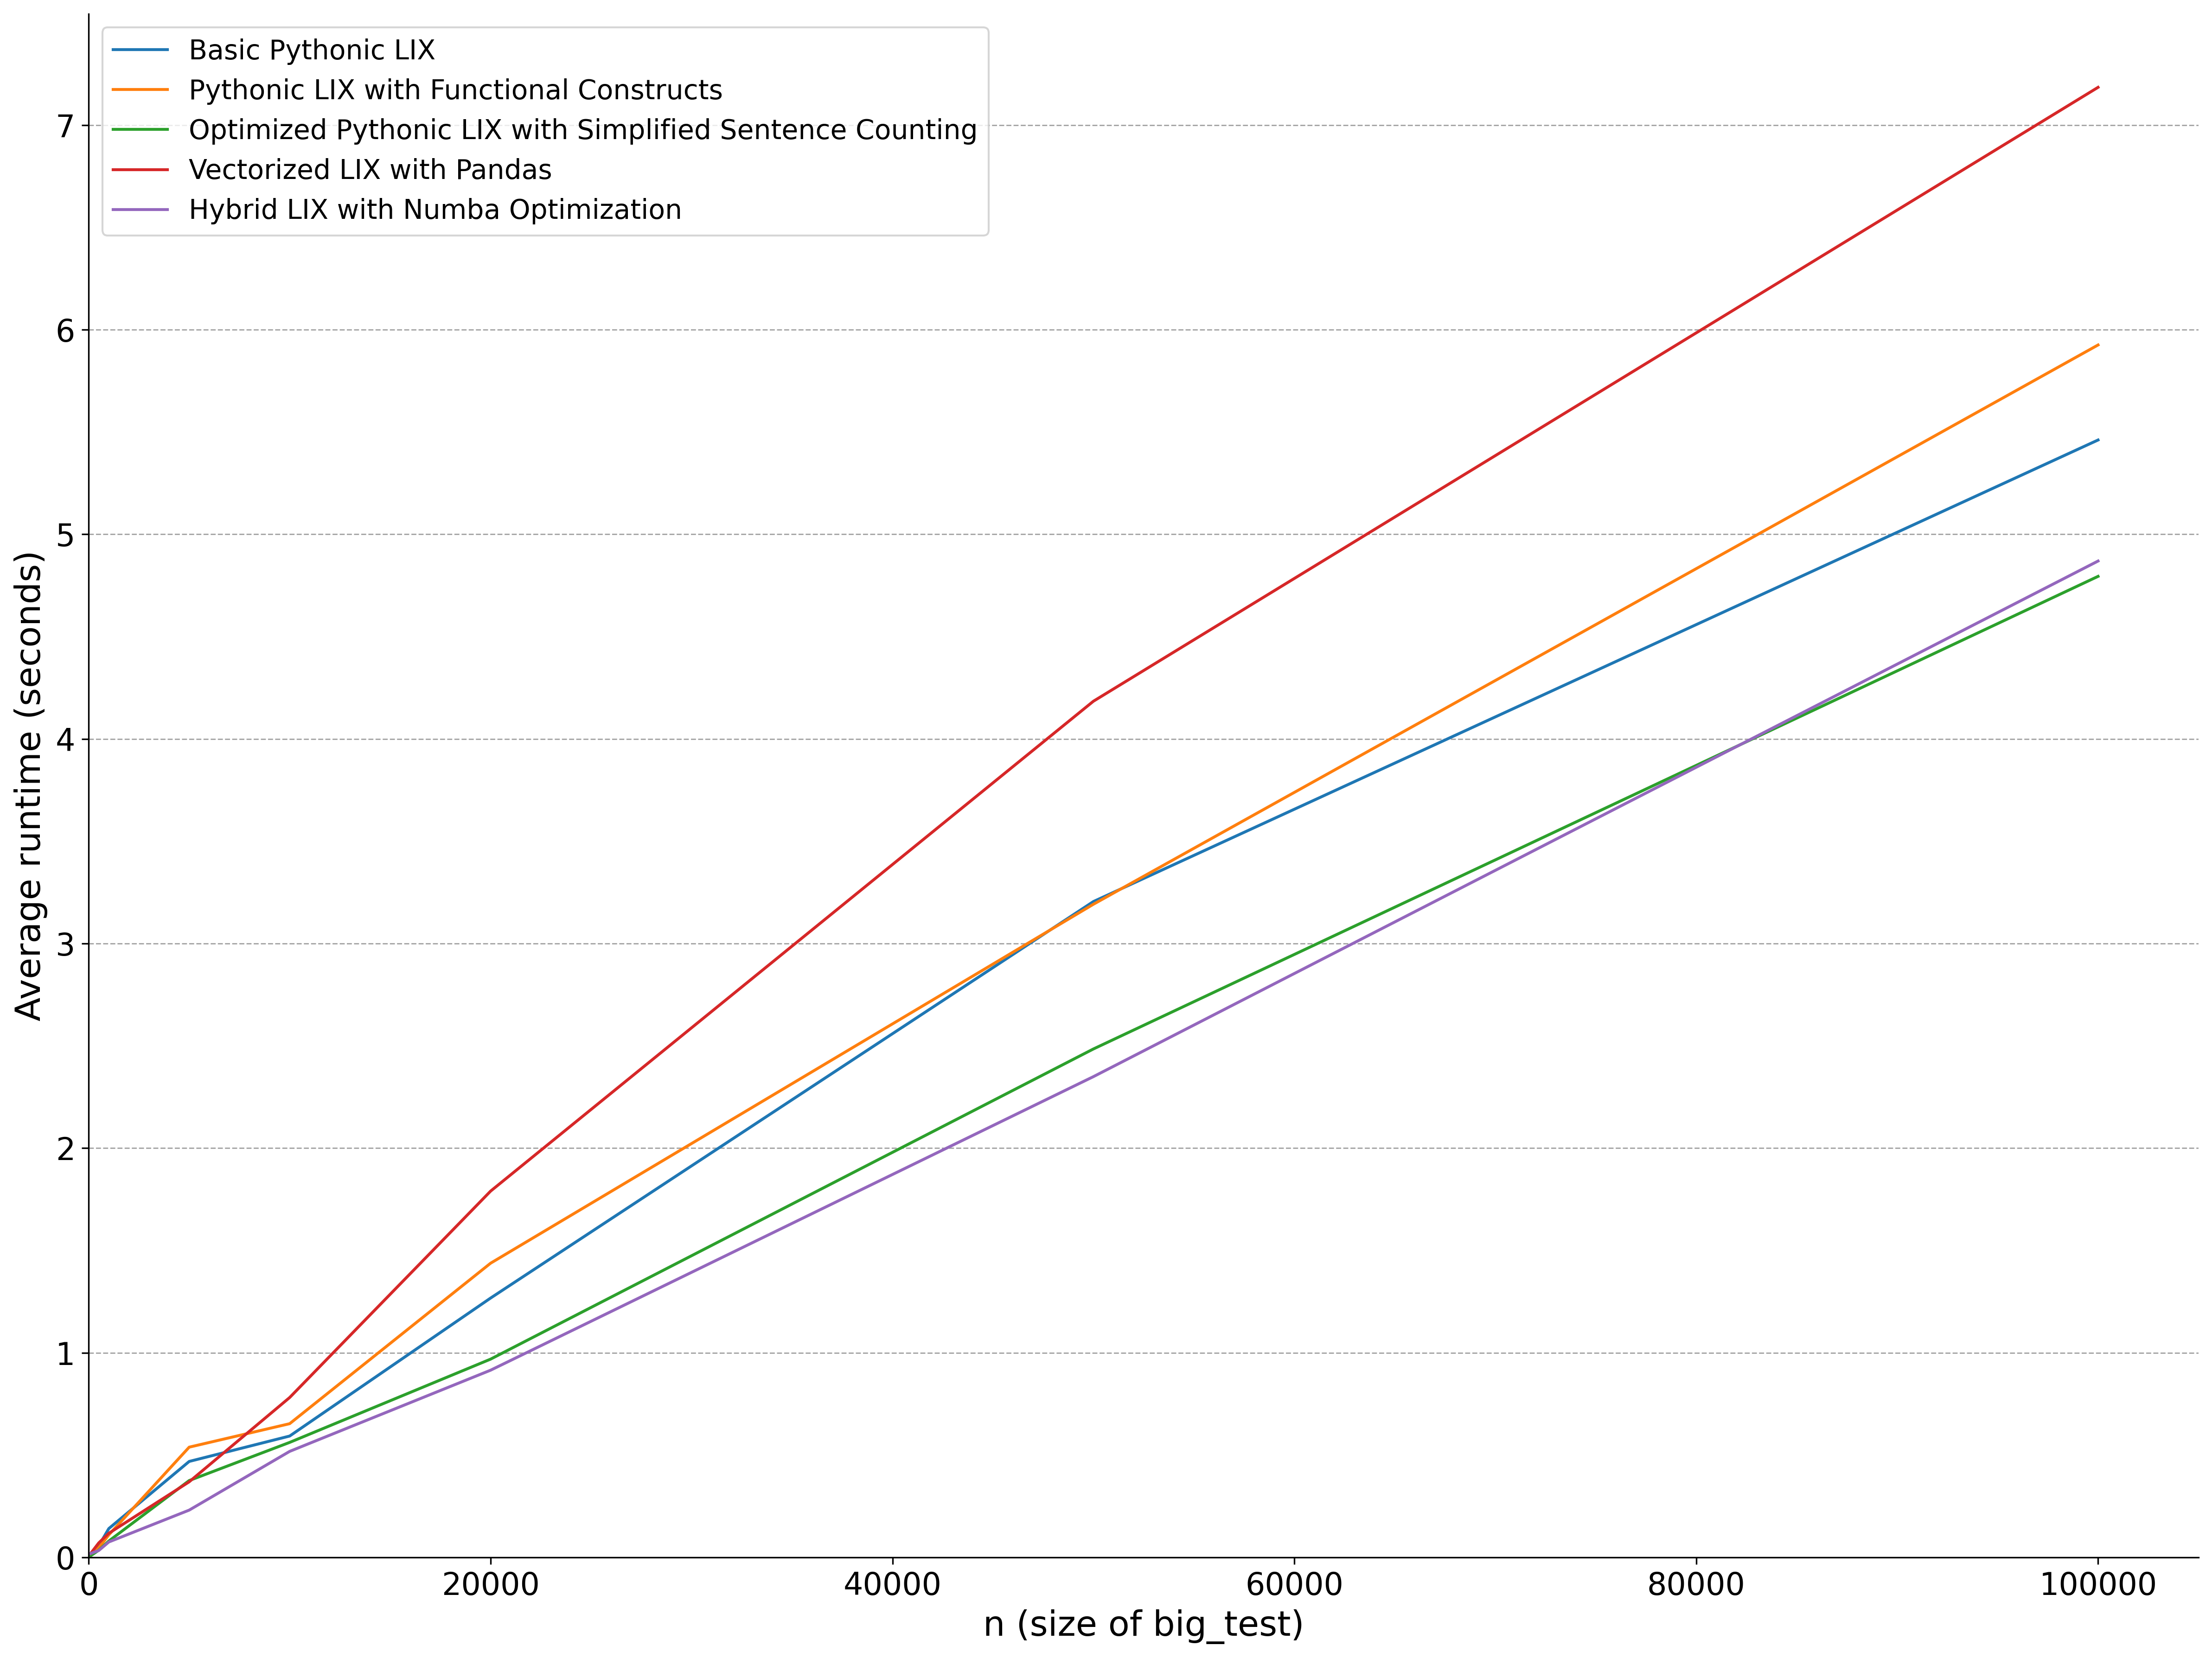 Basic Pythonic LIX
Pythonic LIX with Functional Constructs
Optimized Pythonic LIX with Simplified Sentence Counting
Vectorized LIX with Pandas
Hybrid LIX with Numba Optimization
7
6
5
4
3
2
1
0
Average runtime (seconds)
0 20000 40000 60000 80000 100000
n (size of big_test)